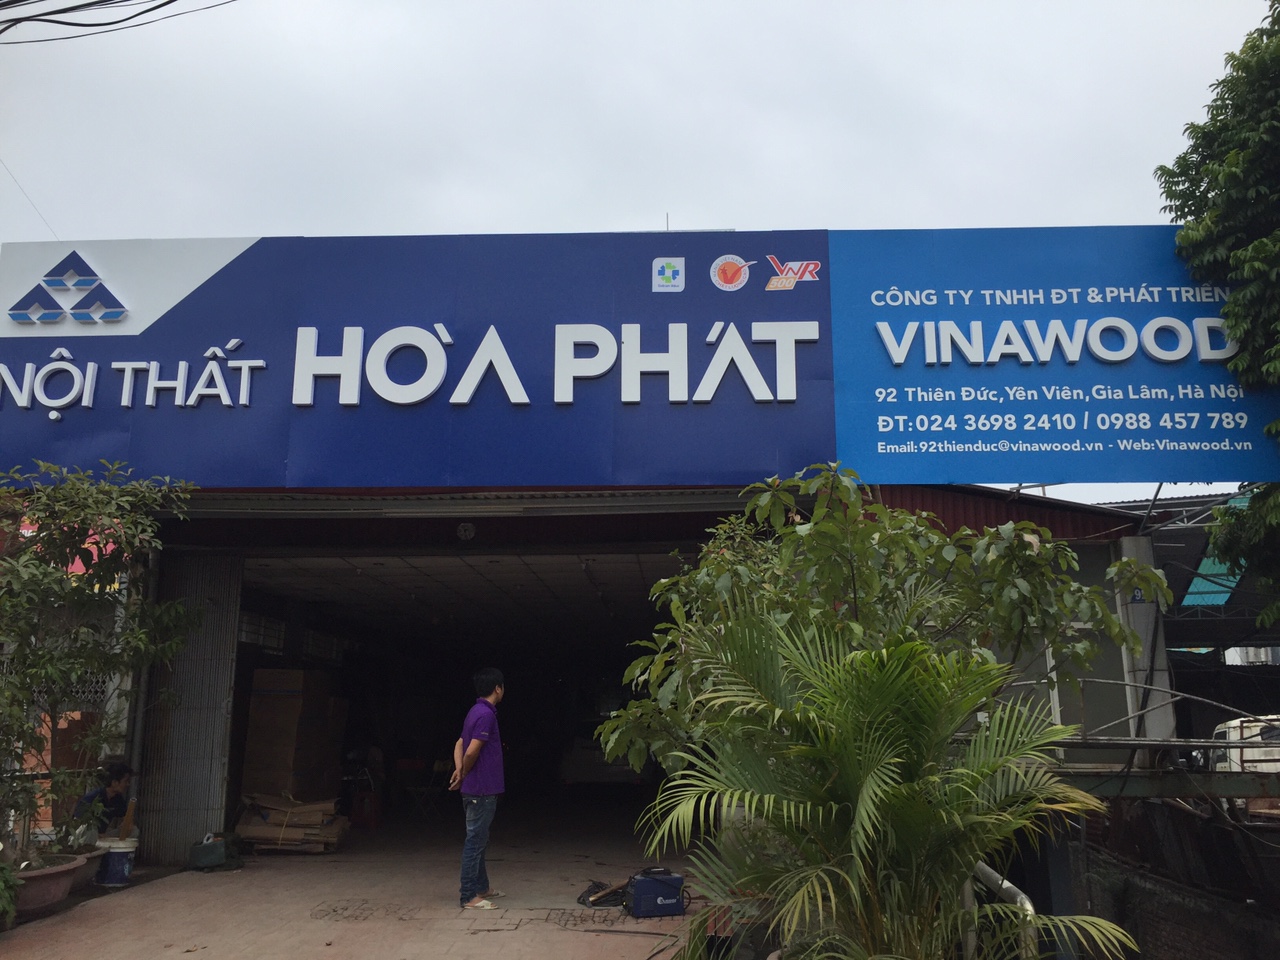 NỘI THẤT HÒA PHÁT
VNR
500
CÔNG TY TNHH ĐT & PHÁT TRIỂN
VINAWOOD
92 Thiên Đức, Yên Viên, Gia Lâm, Hà Nội
ĐT: 024 3698 2410 / 0988 457 789
Email: 92thienduc@vinawood.vn - Web: Vinawood.vn